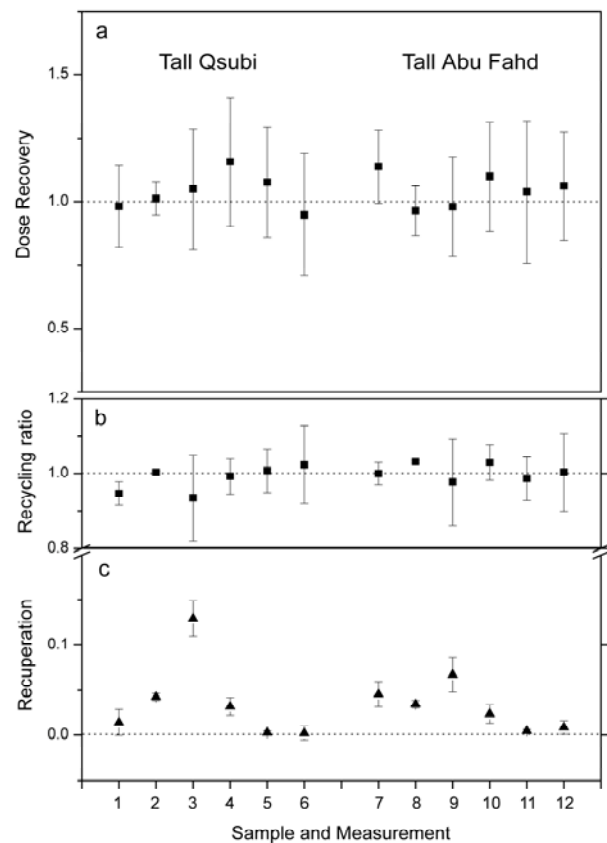 a
Tall Qsubi Tall Abu Fahd
1.5
1.0
0.5
Dose Recovery
b
1.2
1.0
0.8
Recycling ratio
c
0.1
0.0
Recuperation
1 2 3 4 5 6 7 8 9 10 11 12
Sample and Measurement